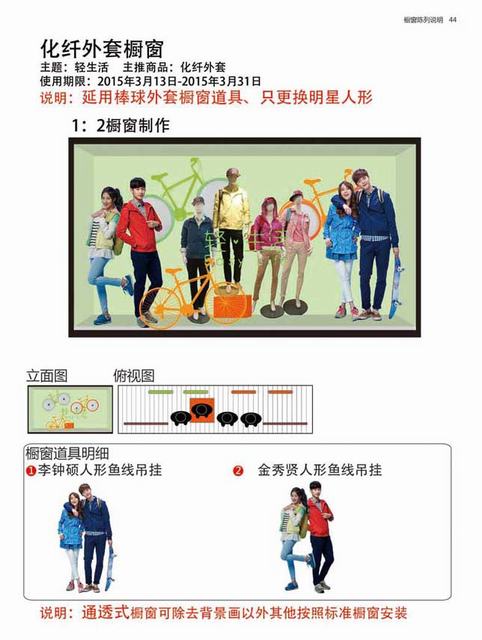 橱窗陈列说明 44
化纤外套橱窗
主题：轻生活 主推商品：化纤外套
使用期限：2015年3月13日-2015年3月31日
说明：延用棒球外套橱窗道具、只更换明星人形
1：2橱窗制作
轻 生活
立面图 俯视图
橱窗道具明细
1 李钟硕人形鱼线吊挂 2 金秀贤人形鱼线吊挂
说明：通透式橱窗可除去背景画以外其他按照标准橱窗安装